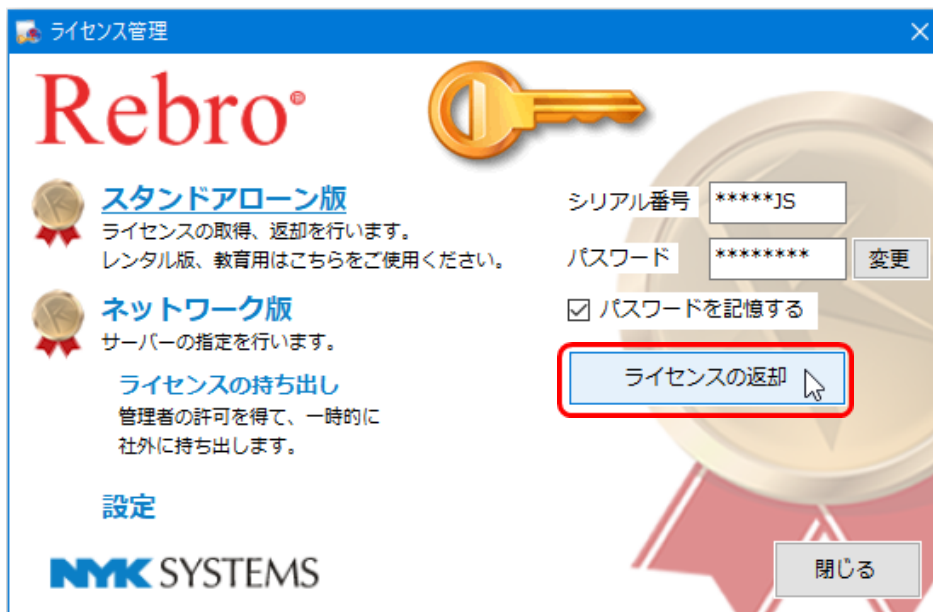 ライセンス管理
Rebro®
スタンドアローン版
ライセンスの取得、返却を行います。
レンタル版、教育用はこちらをご使用ください。
ネットワーク版
サーバーの指定を行います。
ライセンスの持ち出し
管理者の許可を得て、一時的に
社外に持ち出します。
設定
NYK SYSTEMS
シリアル番号 *****JS
パスワード ******** 変更
パスワードを記憶する
ライセンスの返却
閉じる